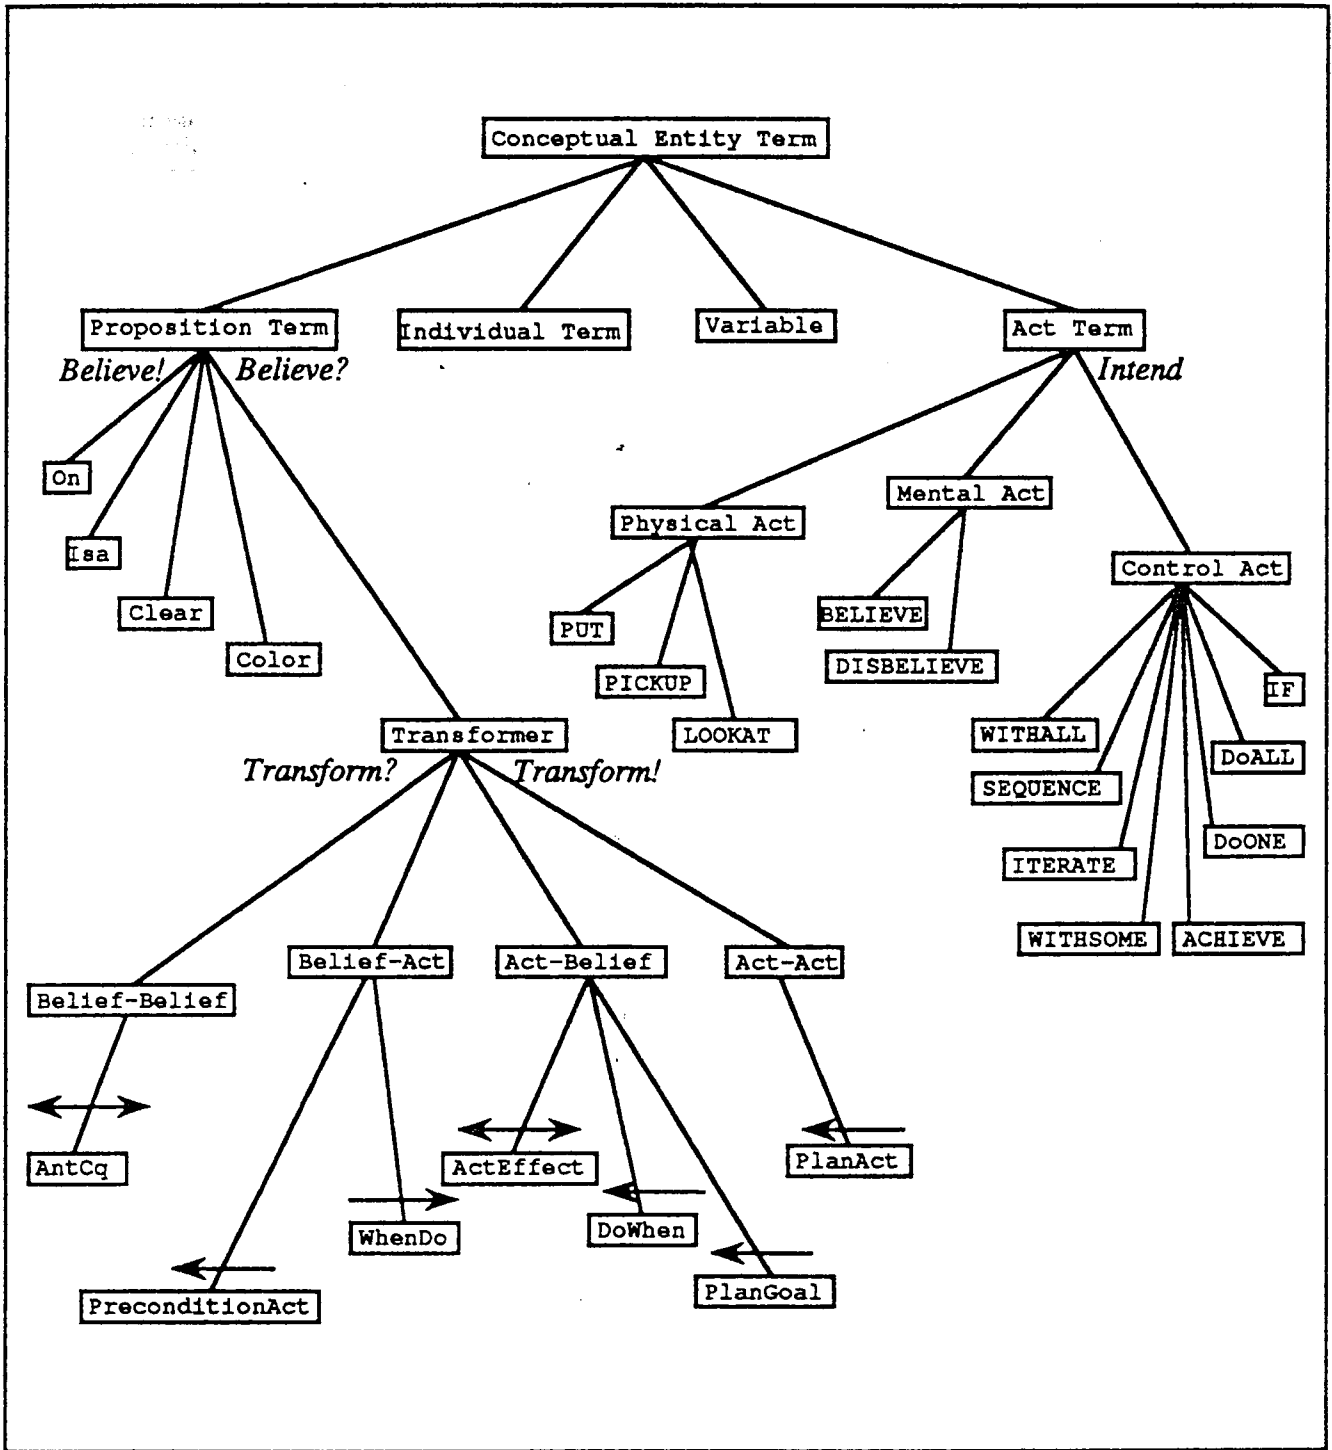 Conceptual Entity Term
Proposition Term
Individual Term
Variable
Act Term
Believe!
Believe?
Intend
On
Isa
Clear
Color
Physical Act
Mental Act
Control Act
PUT
PICKUP
LOOKAT
BELIEVE
DISBELIEVE
IF
WITHALL
DoALL
SEQUENCE
DoONE
ITERATE
WITHSOME
ACHIEVE
Transformer
Transform?
Transform!
Belief-Belief
Belief-Act
Act-Belief
Act-Act
AntCq
ActEffect
PlanAct
WhenDo
DoWhen
PreconditionAct
PlanGoal